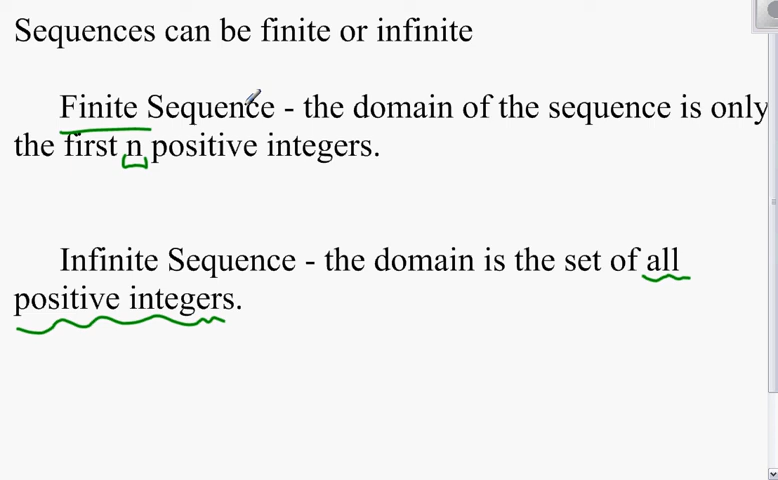 Sequences can be finite or infinite
Finite Sequence - the domain of the sequence is only
the first n positive integers.
Infinite Sequence - the domain is the set of all
positive integers.